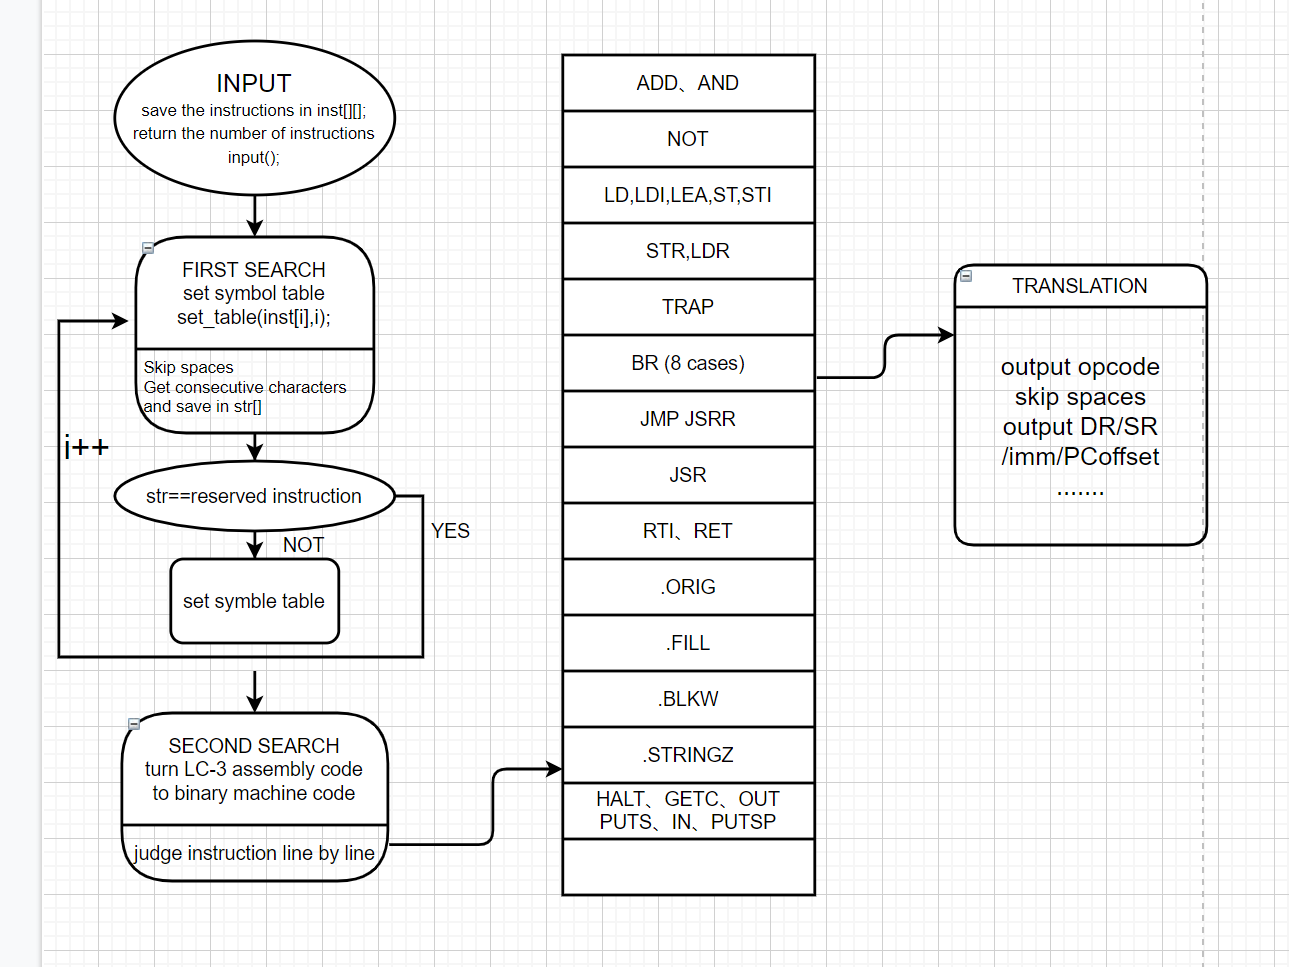 INPUT
save the instructions in inst[][];
return the number of instructions
input();
FIRST SEARCH
set symbol table
set_table(inst[i],i);
Skip spaces
Get consecutive characters
and save in str[]
i++
str==reserved instruction
YES
NOT
set symble table
SECOND SEARCH
turn LC-3 assembly code
to binary machine code
judge instruction line by line
ADD、AND
NOT
LD,LDI,LEA,ST,STI
STR,LDR
TRAP
BR (8 cases)
JMP JSRR
JSR
RTI、RET
.ORIG
.FILL
.BLKW
.STRINGZ
HALT、GETC、OUT
PUTS、IN、PUTSP
TRANSLATION
output opcode
skip spaces
output DR/SR
/imm/PCoffset
.......